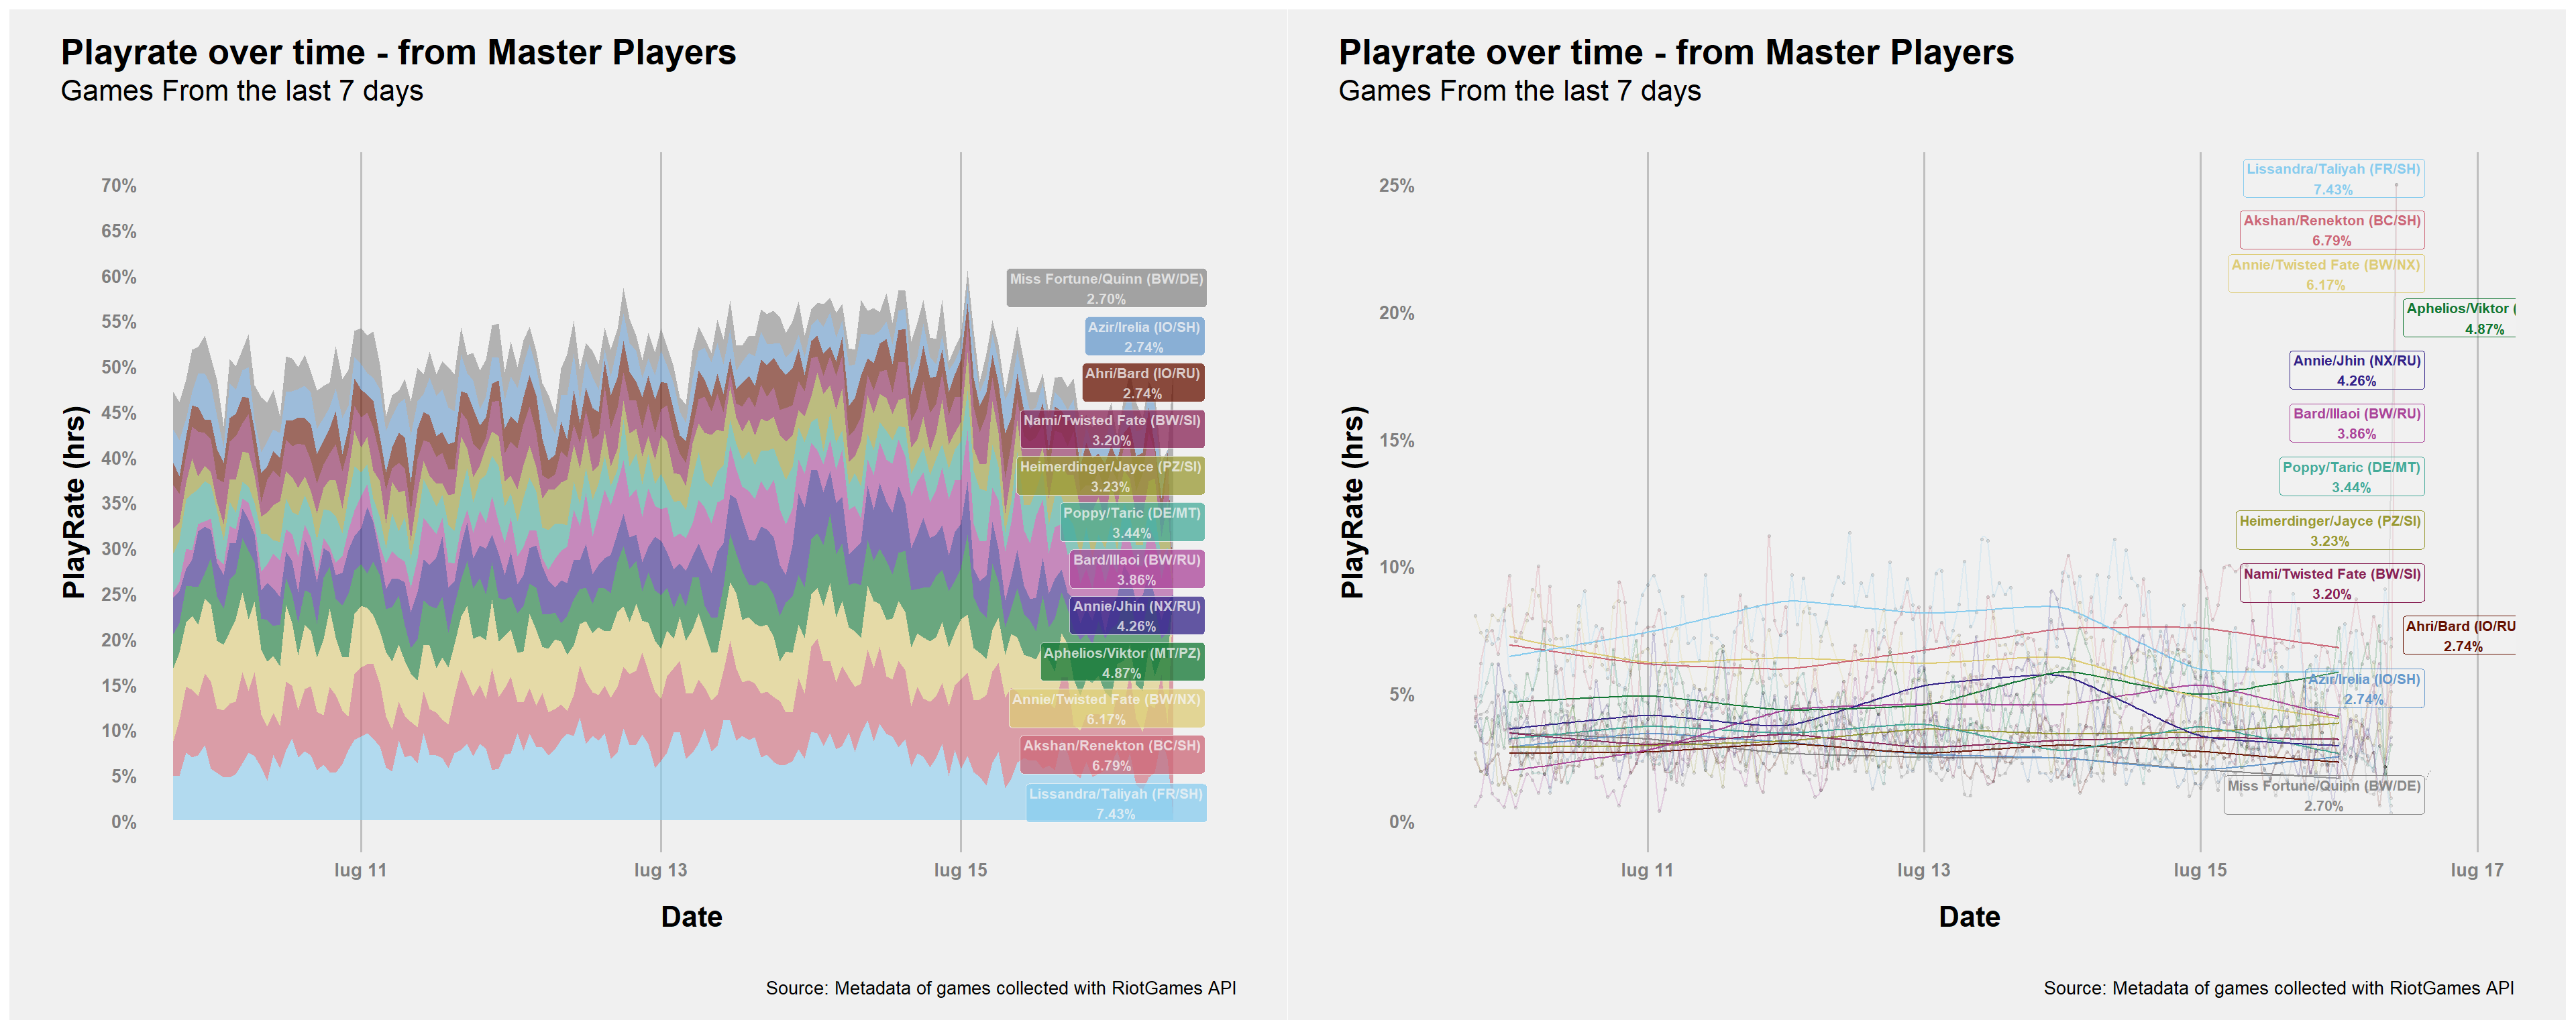 Playrate over time - from Master Players
Games From the last 7 days
PlayRate (hrs)
70%
65%
60%
55%
50%
45%
40%
35%
30%
25%
20%
15%
10%
5%
0%
Miss Fortune/Quinn (BW/DE)
2.70%
Azir/Irelia (IO/SH)
2.74%
Ahri/Bard (IO/RU)
2.74%
Nami/Twisted Fate (BW/SI)
3.20%
Heimerdinger/Jayce (PZ/SI)
3.23%
Poppy/Taric (DE/MT)
3.44%
Bard/Illaoi (BW/RU)
3.86%
Annie/Jhin (NX/RU)
4.26%
Aphelios/Viktor (MT/PZ)
4.87%
Annie/Twisted Fate (BW/NX)
6.17%
Akshan/Renekton (BC/SH)
6.79%
Lissandra/Taliyah (FR/SH)
7.43%
lug 11
lug 13
lug 15
Date
Source: Metadata of games collected with RiotGames API
Playrate over time - from Master Players
Games From the last 7 days
PlayRate (hrs)
25%
20%
15%
10%
5%
0%
Lissandra/Taliyah (FR/SH)
7.43%
Akshan/Renekton (BC/SH)
6.79%
Annie/Twisted Fate (BW/NX)
6.17%
Aphelios/Viktor (
4.87%
Annie/Jhin (NX/RU)
4.26%
Bard/Illaoi (BW/RU)
3.86%
Poppy/Taric (DE/MT)
3.44%
Heimerdinger/Jayce (PZ/SI)
3.23%
Nami/Twisted Fate (BW/SI)
3.20%
Ahri/Bard (IO/RU
2.74%
Azir/Irelia (IO/SH)
2.74%
Miss Fortune/Quinn (BW/DE)
2.70%
lug 11
lug 13
lug 15
lug 17
Date
Source: Metadata of games collected with RiotGames API